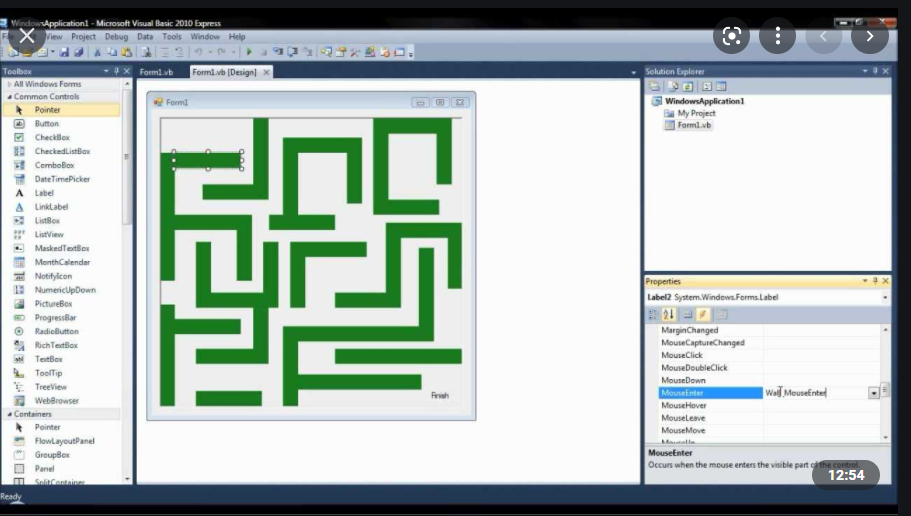 WindowsApplication1 - Microsoft Visual Basic 2010 Express
View Project Debug Data Tools Window Help
Toolbox
All Windows Forms
Common Controls
Pointer
Button
CheckBox
CheckedListBox
ComboBox
DateTimePicker
Label
LinkLabel
ListBox
ListView
MaskedTextBox
MonthCalendar
NotifyIcon
NumericUpDown
PictureBox
ProgressBar
RadioButton
RichTextBox
TextBox
ToolTip
TreeView
WebBrowser
Containers
Pointer
FlowLayoutPanel
GroupBox
Panel
SplitContainer
Form1.vb Form1.vb [Design]
Form1
Finish
Solution Explorer
WindowsApplication1
My Project
Form1.vb
Properties
Label2 System.Windows.Forms.Label
MarginChanged
MouseCaptureChanged
MouseClick
MouseDoubleClick
MouseDown
MouseEnter Wall_MouseEnter
MouseHover
MouseLeave
MouseMove
MouseUp
MouseEnter
Occurs when the mouse enters the visible part of the control.
12:54
Ready